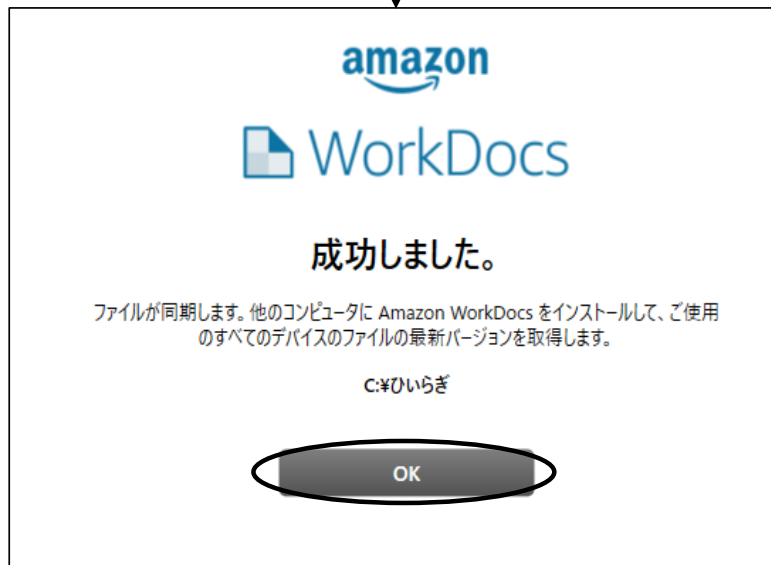 amazon
WorkDocs
成功しました。
ファイルが同期します。他のコンピュータに Amazon WorkDocs をインストールして、ご使用
のすべてのデバイスのファイルの最新バージョンを取得します。
C:¥ひいらぎ
OK